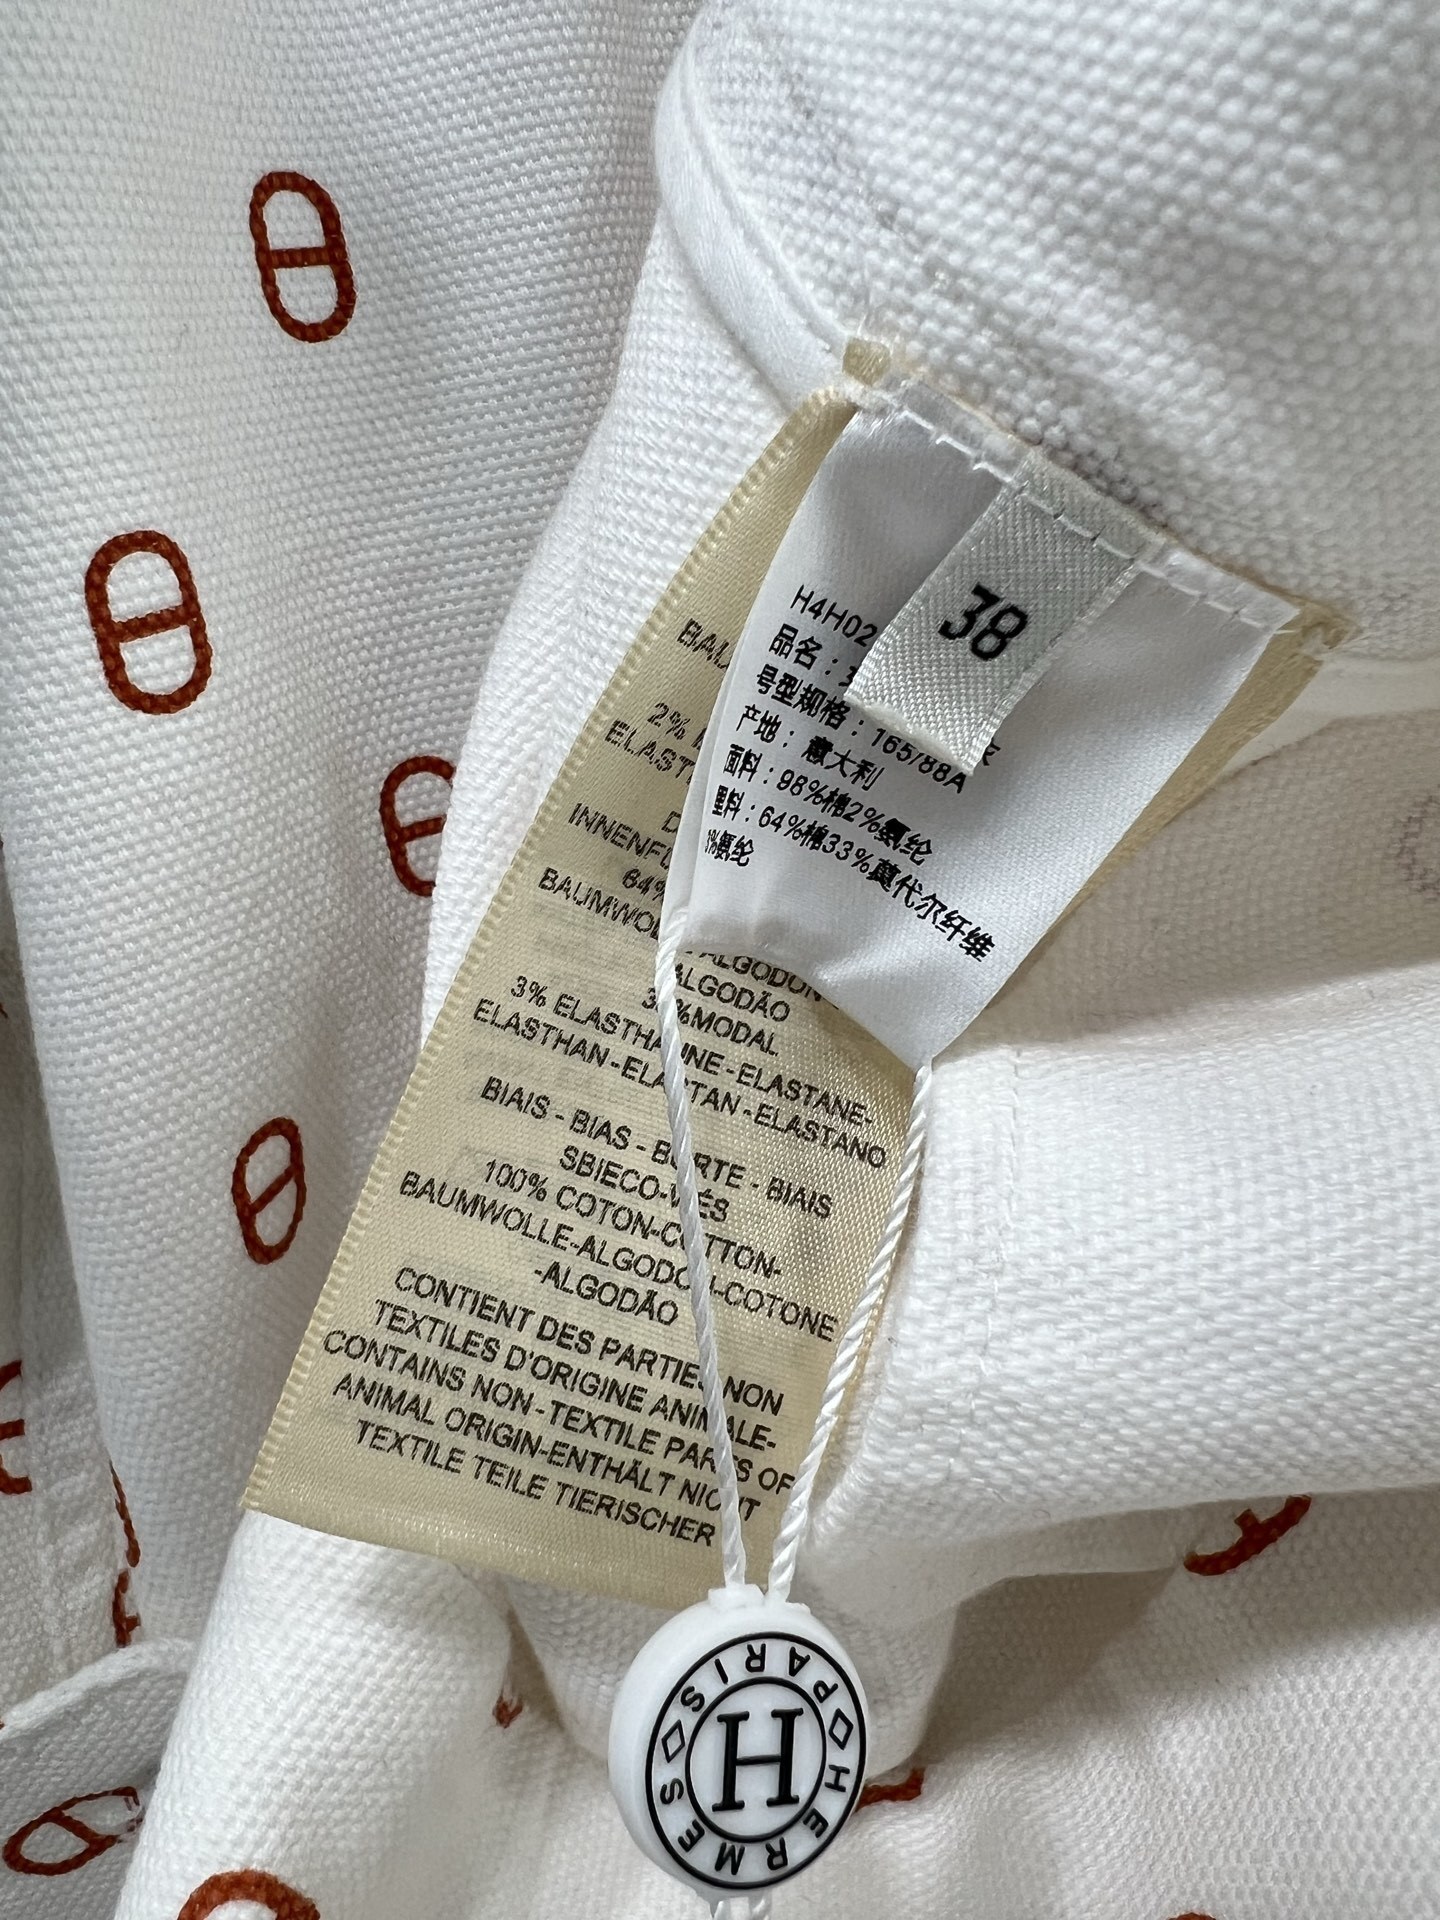 38
H4H02
品名：
号型规格：165/88A
产地：意大利
面料：98%棉2%氨纶
里料：64%棉33%莫代尔纤维
3%氨纶
2%
INNENFU
64%
ALGODON-
ALGODÃO
%MODAL
3% ELASTHANNE-ELASTANE-
ELASTHAN-ELASTAN-ELASTANO
BIAIS - BIAS - BORTE - BIAIS
SBIECO-VIÉS
100% COTON-COTTON-
BAUMWOLLE-ALGODON-COTONE
-ALGODÃO
CONTIENT DES PARTIES NON
TEXTILES D'ORIGINE ANIMALE-
CONTAINS NON-TEXTILE PARTS OF
ANIMAL ORIGIN-ENTHÄLT NICHT
TEXTILE TEILE TIERISCHER
HERMES PARIS
H